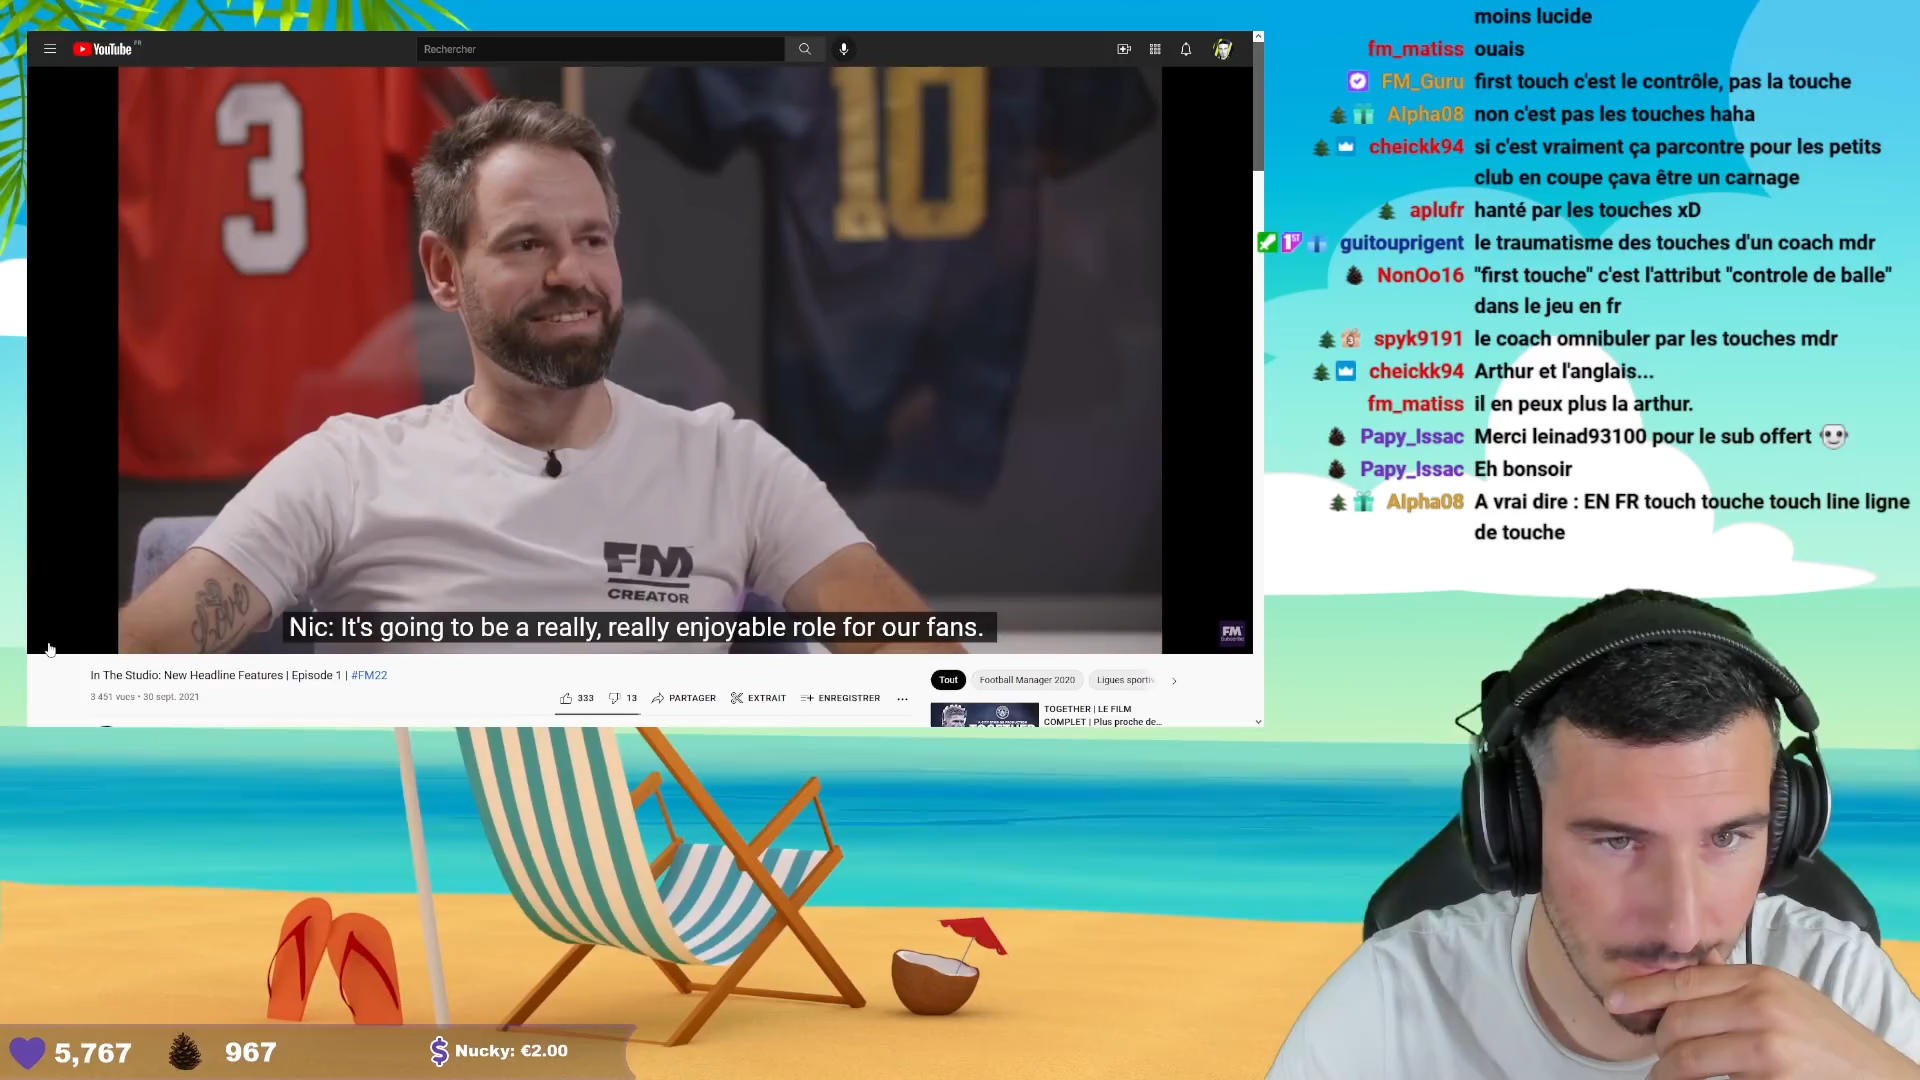 YouTube FR
Rechercher
3
10
FM
CREATOR
Nic: It's going to be a really, really enjoyable role for our fans.
FM
In The Studio: New Headline Features | Episode 1 | #FM22
3 451 vues • 30 sept. 2021
333
13
PARTAGER
EXTRAIT
ENREGISTRER
Tout
Football Manager 2020
Ligues sportiv
TOGETHER | LE FILM
COMPLET | Plus proche de...
moins lucide
fm_matiss ouais
FM_Guru first touch c'est le contrôle, pas la touche
Alpha08 non c'est pas les touches haha
cheickk94 si c'est vraiment ça parcontre pour les petits
club en coupe çava être un carnage
aplufr hanté par les touches xD
1ST guitouprigent le traumatisme des touches d'un coach mdr
NonOo16 "first touche" c'est l'attribut "controle de balle"
dans le jeu en fr
3 spyk9191 le coach omnibuler par les touches mdr
cheickk94 Arthur et l'anglais...
fm_matiss il en peux plus la arthur.
Papy_Issac Merci leinad93100 pour le sub offert
Papy_Issac Eh bonsoir
Alpha08 A vrai dire : EN FR touch touche touch line ligne
de touche
5,767
967
Nucky: €2.00